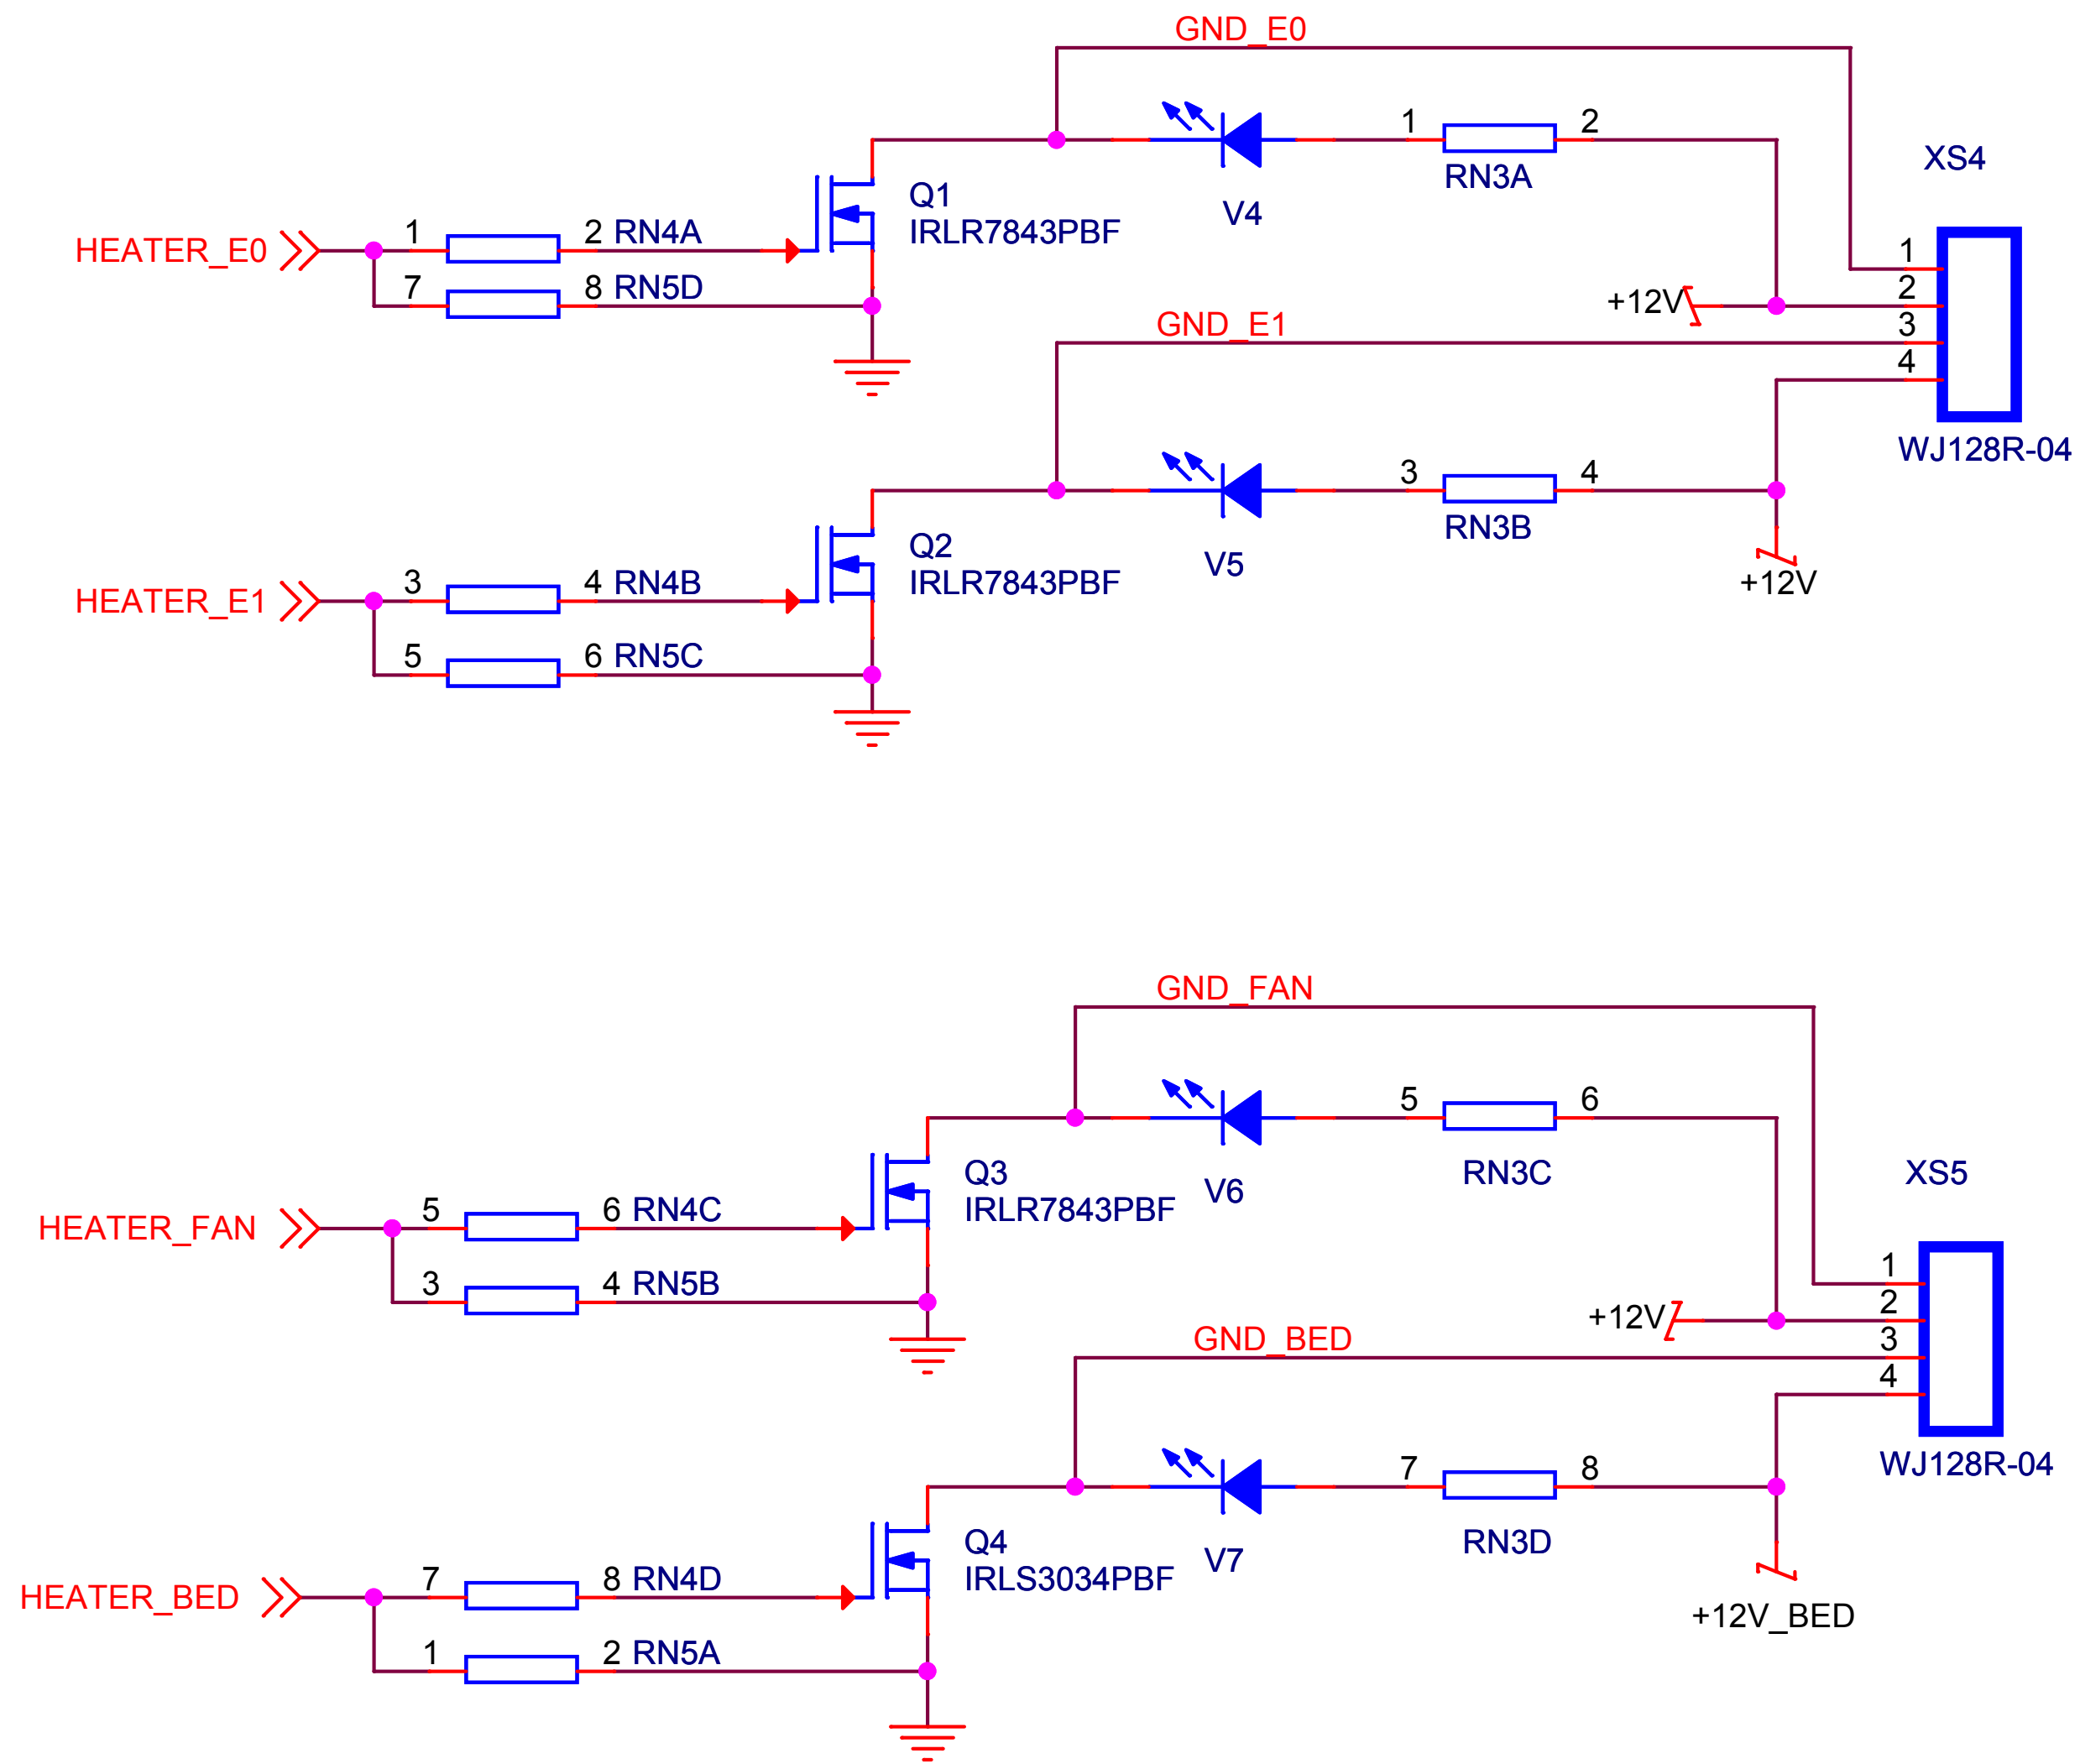 GND_E0
1
2
RN3A
V4
XS4
Q1
IRLR7843PBF
HEATER_E0
1
2 RN4A
7
8 RN5D
+12V
1
2
3
4
WJ128R-04
GND_E1
3
4
RN3B
V5
+12V
Q2
IRLR7843PBF
HEATER_E1
3
4 RN4B
5
6 RN5C
GND_FAN
5
6
RN3C
V6
XS5
Q3
IRLR7843PBF
HEATER_FAN
5
6 RN4C
3
4 RN5B
+12V
1
2
3
4
WJ128R-04
GND_BED
7
8
RN3D
V7
+12V_BED
Q4
IRLS3034PBF
HEATER_BED
7
8 RN4D
1
2 RN5A